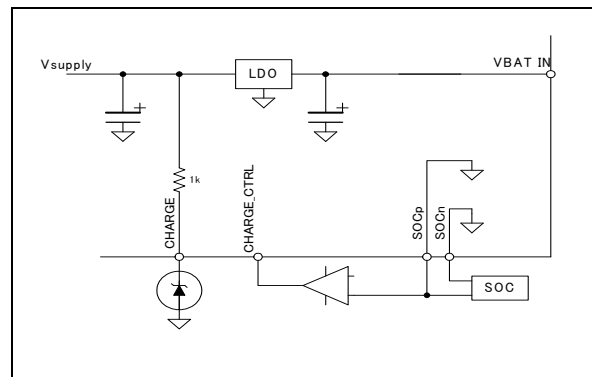 Vsupply
LDO
VBAT IN
1k
CHARGE
CHARGE_CTRL
SOCp
SOCn
SOC